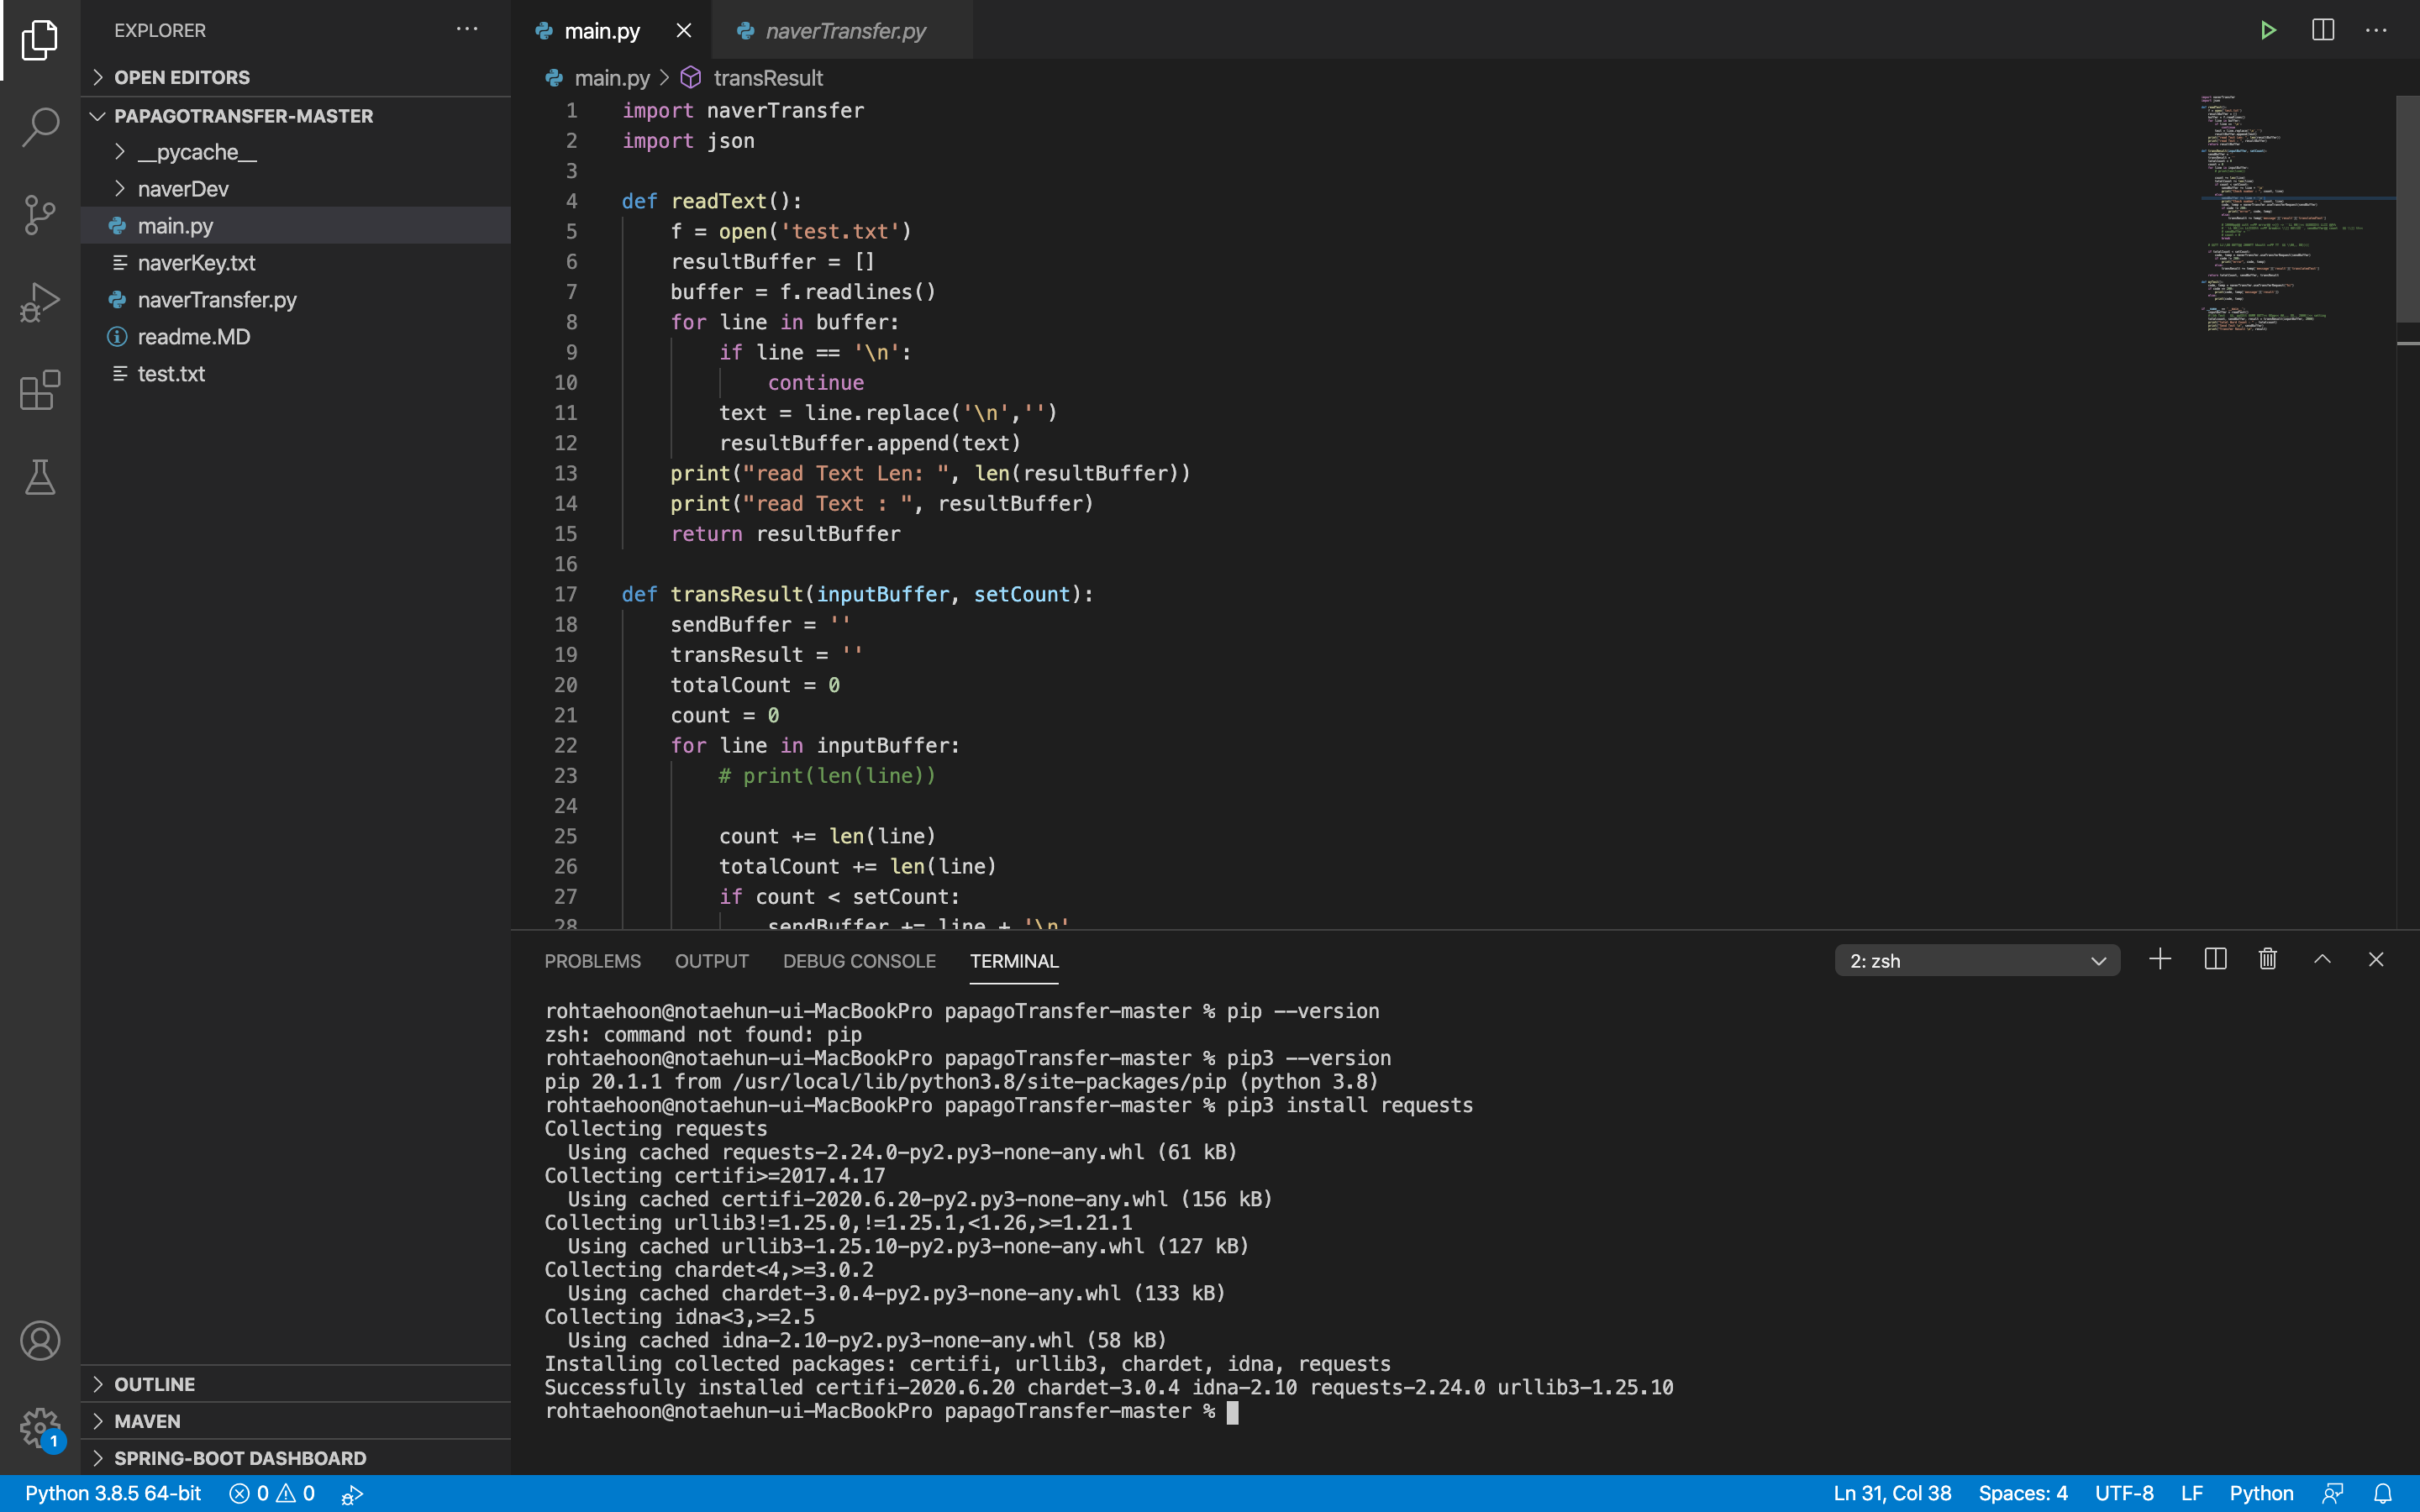 EXPLORER
OPEN EDITORS
PAPAGOTRANSFER-MASTER
__pycache__
naverDev
main.py
naverKey.txt
naverTransfer.py
readme.MD
test.txt
OUTLINE
MAVEN
SPRING-BOOT DASHBOARD
1
main.py
naverTransfer.py
main.py > transResult
1 import naverTransfer
2 import json
3
4 def readText():
5     f = open('test.txt')
6     resultBuffer = []
7     buffer = f.readlines()
8     for line in buffer:
9         if line == '\n':
10             continue
11         text = line.replace('\n','')
12         resultBuffer.append(text)
13     print("read Text Len: ", len(resultBuffer))
14     print("read Text : ", resultBuffer)
15     return resultBuffer
16
17 def transResult(inputBuffer, setCount):
18     sendBuffer = ''
19     transResult = ''
20     totalCount = 0
21     count = 0
22     for line in inputBuffer:
23         # print(len(line))
24
25         count += len(line)
26         totalCount += len(line)
27         if count < setCount:
28             sendBuffer += line + '\n'
PROBLEMS OUTPUT DEBUG CONSOLE TERMINAL 2: zsh
rohtaehoon@notaehun-ui-MacBookPro papagoTransfer-master % pip --version
zsh: command not found: pip
rohtaehoon@notaehun-ui-MacBookPro papagoTransfer-master % pip3 --version
pip 20.1.1 from /usr/local/lib/python3.8/site-packages/pip (python 3.8)
rohtaehoon@notaehun-ui-MacBookPro papagoTransfer-master % pip3 install requests
Collecting requests
  Using cached requests-2.24.0-py2.py3-none-any.whl (61 kB)
Collecting certifi>=2017.4.17
  Using cached certifi-2020.6.20-py2.py3-none-any.whl (156 kB)
Collecting urllib3!=1.25.0,!=1.25.1,<1.26,>=1.21.1
  Using cached urllib3-1.25.10-py2.py3-none-any.whl (127 kB)
Collecting chardet<4,>=3.0.2
  Using cached chardet-3.0.4-py2.py3-none-any.whl (133 kB)
Collecting idna<3,>=2.5
  Using cached idna-2.10-py2.py3-none-any.whl (58 kB)
Installing collected packages: certifi, urllib3, chardet, idna, requests
Successfully installed certifi-2020.6.20 chardet-3.0.4 idna-2.10 requests-2.24.0 urllib3-1.25.10
rohtaehoon@notaehun-ui-MacBookPro papagoTransfer-master %
Python 3.8.5 64-bit 0 0 Ln 31, Col 38 Spaces: 4 UTF-8 LF Python